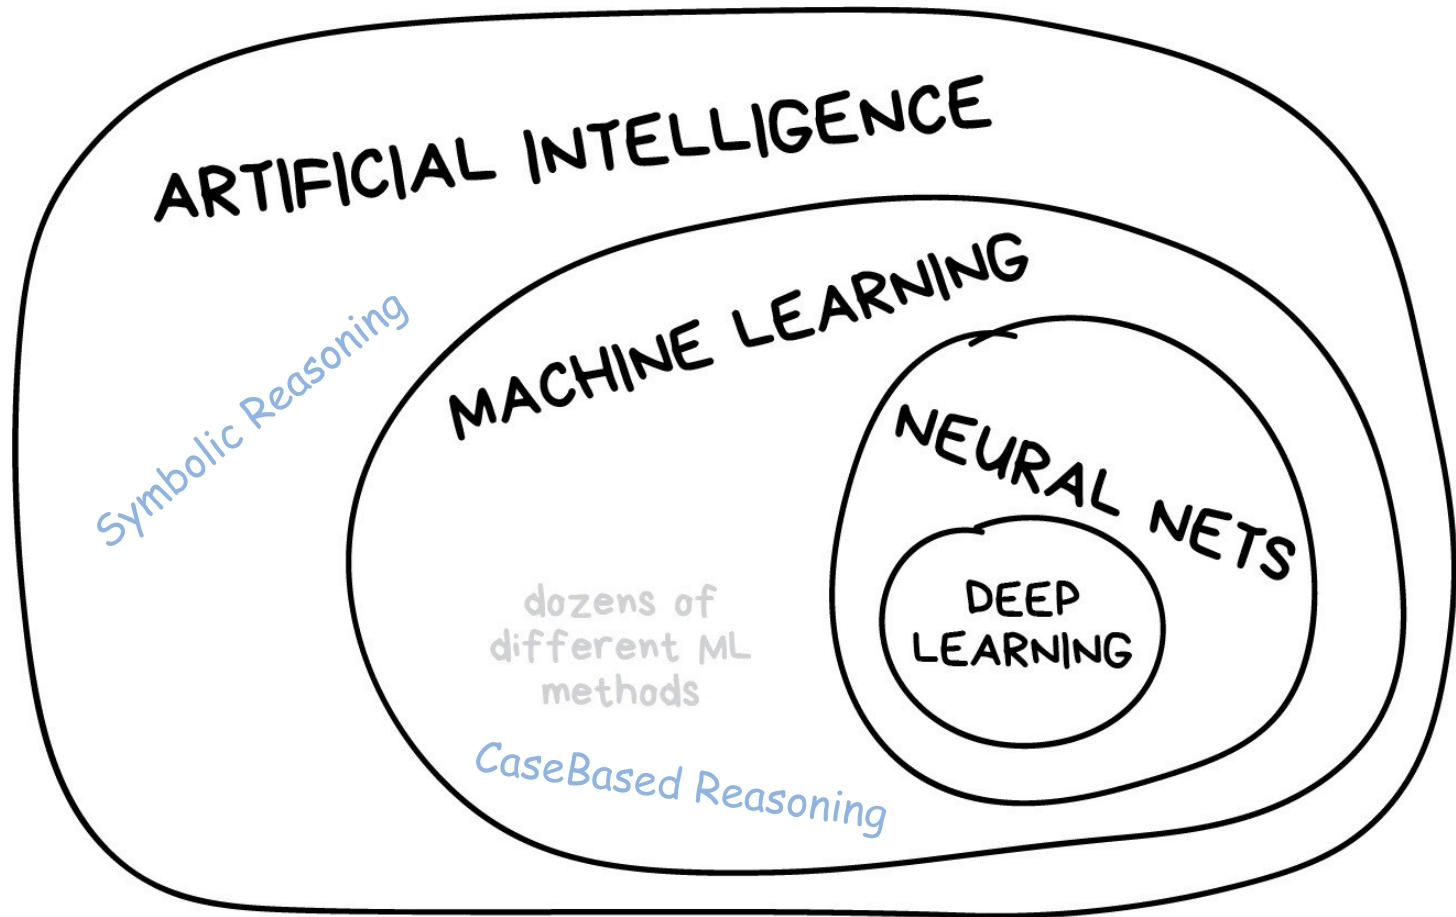 ARTIFICIAL INTELLIGENCE
MACHINE LEARNING
Symbolic Reasoning
NEURAL NETS
DEEP
LEARNING
dozens of
different ML
methods
CaseBased Reasoning